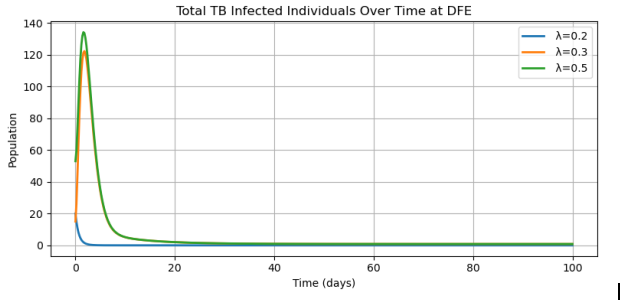 Total TB Infected Individuals Over Time at DFE
140
120
100
80
60
40
20
0
Population
λ=0.2
λ=0.3
λ=0.5
0 20 40 60 80 100
Time (days)